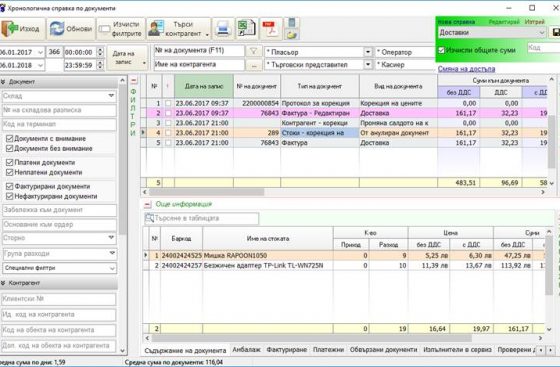 Хронологична справка по документи
Изход
Обнови
Изчисти филтрите
Търси контрагент
Нова справка Редактирай Изтрий
Доставки
Код
Изчисли общите суми
Смяна на достъпа
06.01.2017 366 00:00:00
06.01.2018 23:59:59
Дата на запис
№ на документа (F11)
Име на контрагента ...
* Пласьор
* Оператор
* Търговски представител
* Касиер
Документ
Склад
№ на складова разписка
Код на терминал
Документи с внимание
Документи без внимание
Платени документи
Неплатени документи
Фактурирани документи
Нефактурирани документи
Забележка към документ
Основание към ордер
Сторно
Група разходи
Специални филтри
Контрагент
Клиентски №
Ид. код на контрагента
Код на обекта на контрагента
Доп. код на обекта на контрагента
ФИЛТРИ
№ ! Дата на запис № на документ Тип на документ Вид на документа Суми към документа
без ДДС ДДС с ДД
1 23.06.2017 09:37 2200000854 Протокол за корекция Корекция на цените 0,00 0,00
2 23.06.2017 09:37 76843 Фактура - Редактиран Доставка 161,17 32,23 19
3 23.06.2017 21:00 Контрагент - корекци Промяна салдото на к 0,00 0,00
4 23.06.2017 21:00 289 Стоки - корекция на От анулиран документ 161,17 32,23 19
5 23.06.2017 21:00 76843 Фактура Доставка 161,17 32,23 19
5 483,51 96,69 58
Още информация
Търсене в таблицата
№ Баркод Име на стоката К-во Цена Суми
Приход Разход без ДДС с ДДС без ДДС с ДД
1 24002424525 Мишка RAPOON1050 0 9 5,25 лв 6,30 лв 47,25 лв
2 24002424257 Безжичен адаптер TP-Link TL-WN725N 0 10 11,39 лв 13,67 лв 113,92 лв 13
2 0 19 16,64 19,97 161,17
Съдържание на документа Амбалаж Фактуриране Платежни Обвързани документи Изпълнители в сервиз Проверени д
Средна сума по дни: 1,59 Средна сума по документи: 116,04